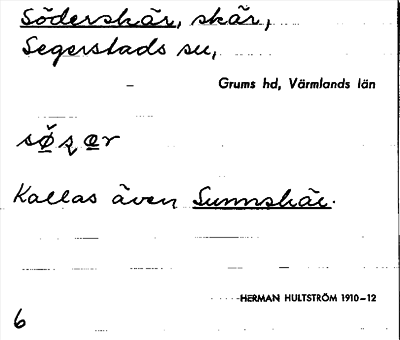 Söderskär, skär,
Segerstads sn,
Grums hd, Värmlands län
Kallas även Sunnskär.
HERMAN HULTSTRÖM 1910–12
6